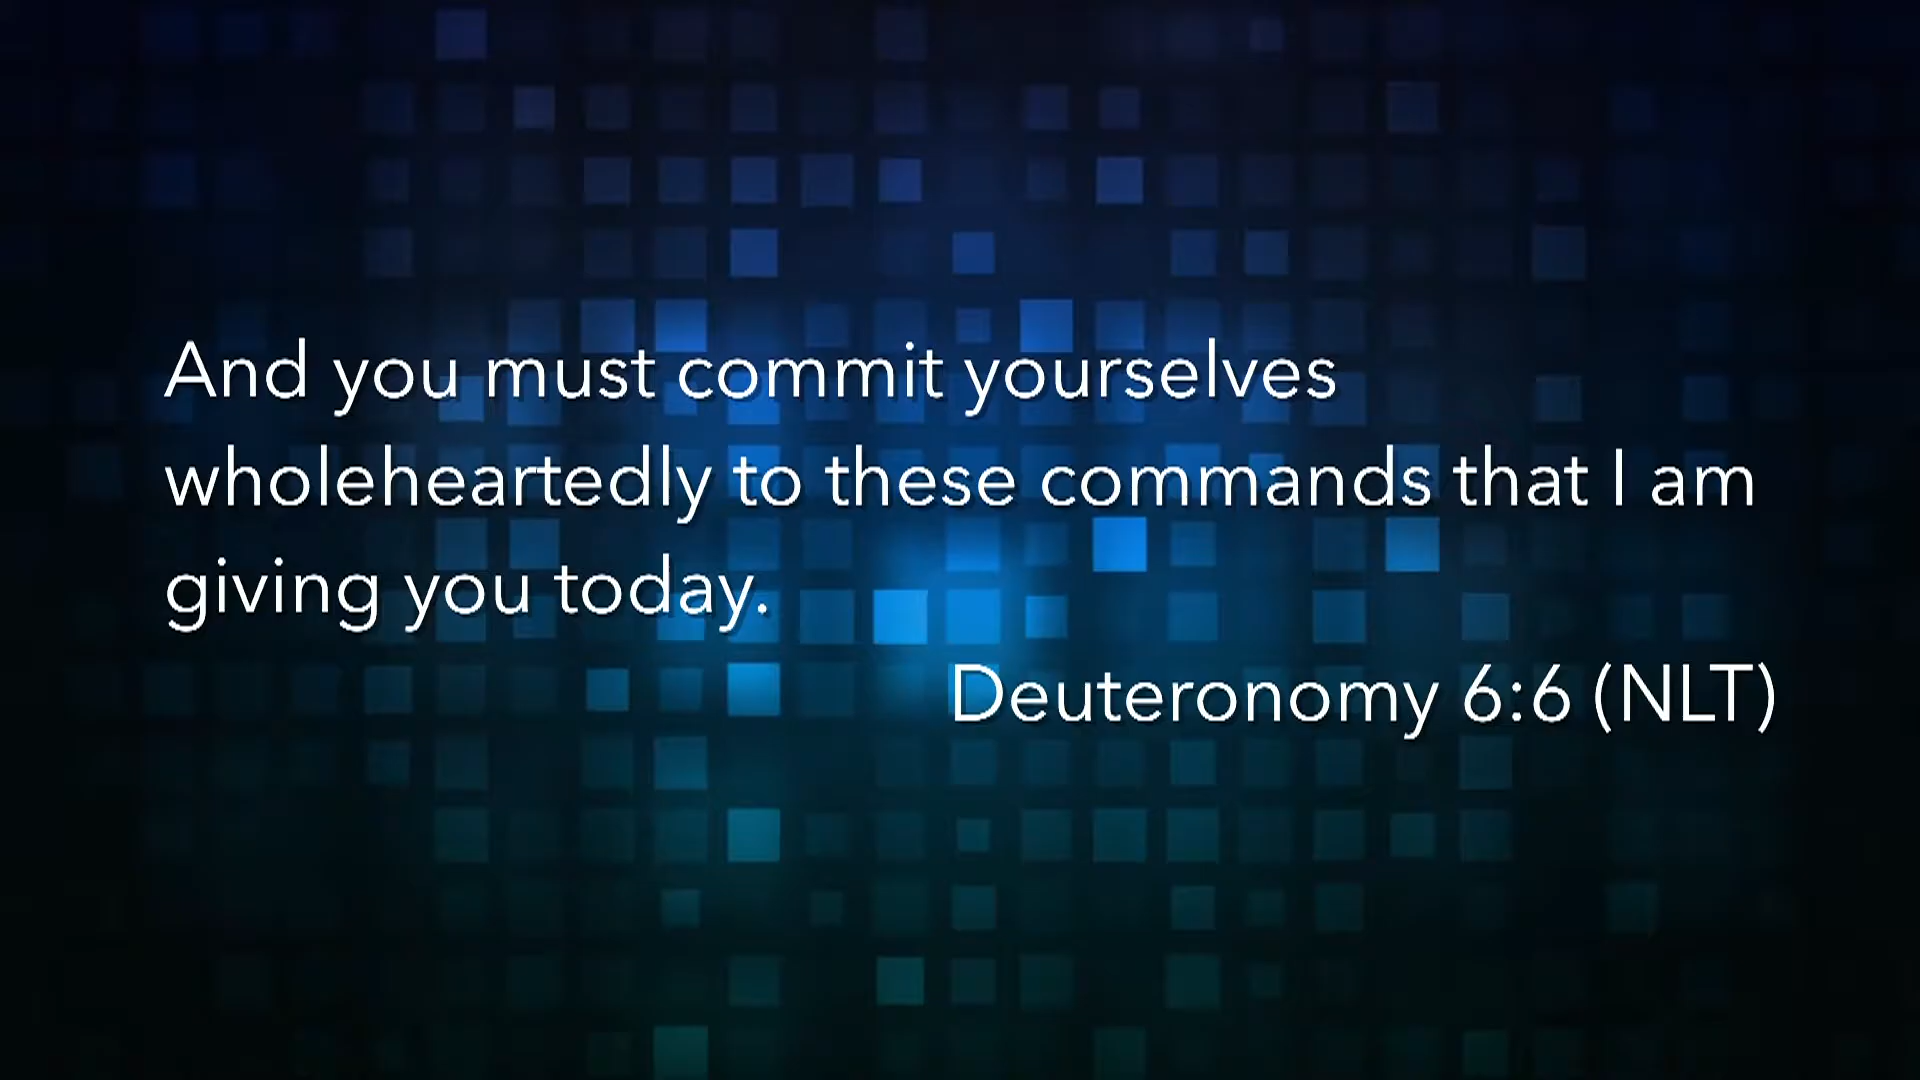 And you must commit yourselves
wholeheartedly to these commands that I am
giving you today.
Deuteronomy 6:6 (NLT)